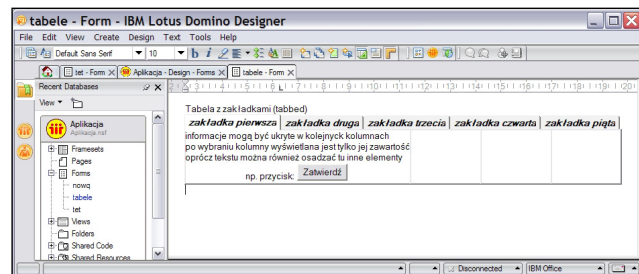 tabele - Form - IBM Lotus Domino Designer
File Edit View Create Design Text Tools Help
Default Sans Serif 10 b i
tet - Form Aplikacja - Design - Forms tabele - Form
Recent Databases
View
Aplikacja
Aplikacja.nsf
Framesets
Pages
Forms
nowq
tabele
tet
Views
Folders
Shared Code
Shared Resources
Tabela z zakładkami (tabbed)
zakładka pierwsza zakładka druga zakładka trzecia zakładka czwarta zakładka piąta
informacje mogą być ukryte w kolejnyck kolumnach
po wybraniu kolumny wyświetlana jest tylko jej zawartość
oprócz tekstu można również osadzać tu inne elementy
np. przycisk: Zatwierdź
Disconnected IBM Office